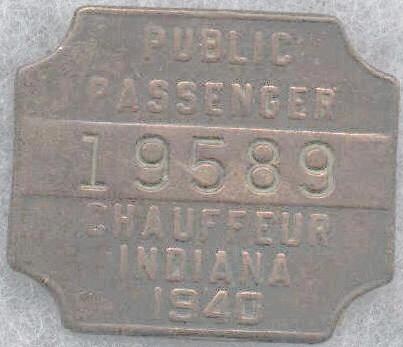 PUBLIC
PASSENGER
19589
CHAUFFEUR
INDIANA
1940